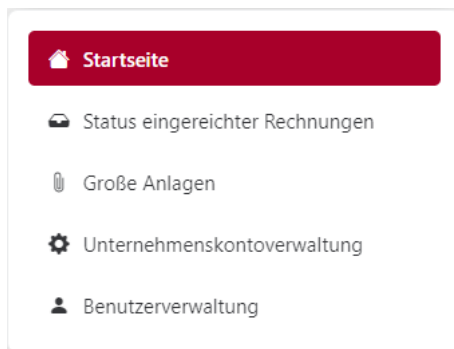 Startseite
Status eingereichter Rechnungen
Große Anlagen
Unternehmenskontoverwaltung
Benutzerverwaltung